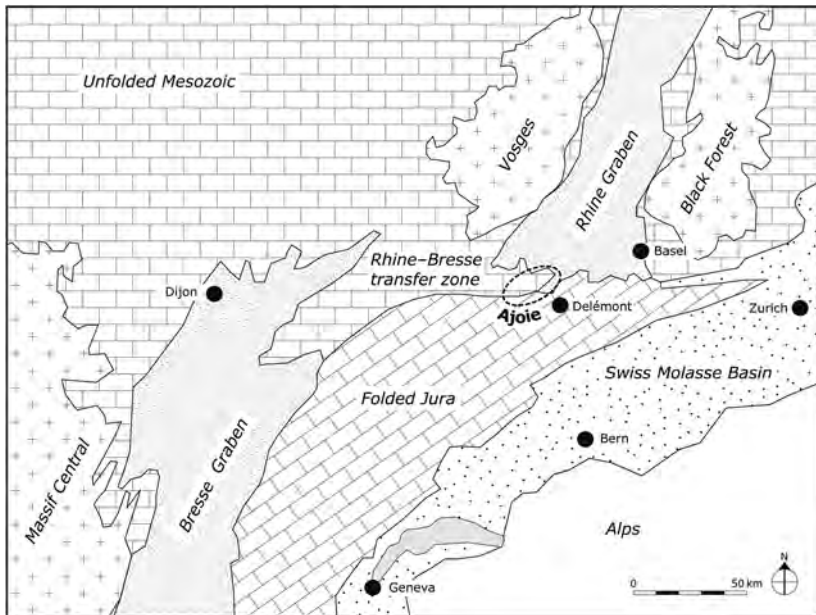 Unfolded Mesozoic
Vosges
Rhine Graben
Black Forest
Basel
Rhine–Bresse
transfer zone
Dijon
Ajoie
Delémont
Zurich
Swiss Molasse Basin
Folded Jura
Bern
Massif Central
Bresse Graben
Alps
N
Geneva
0
50 km